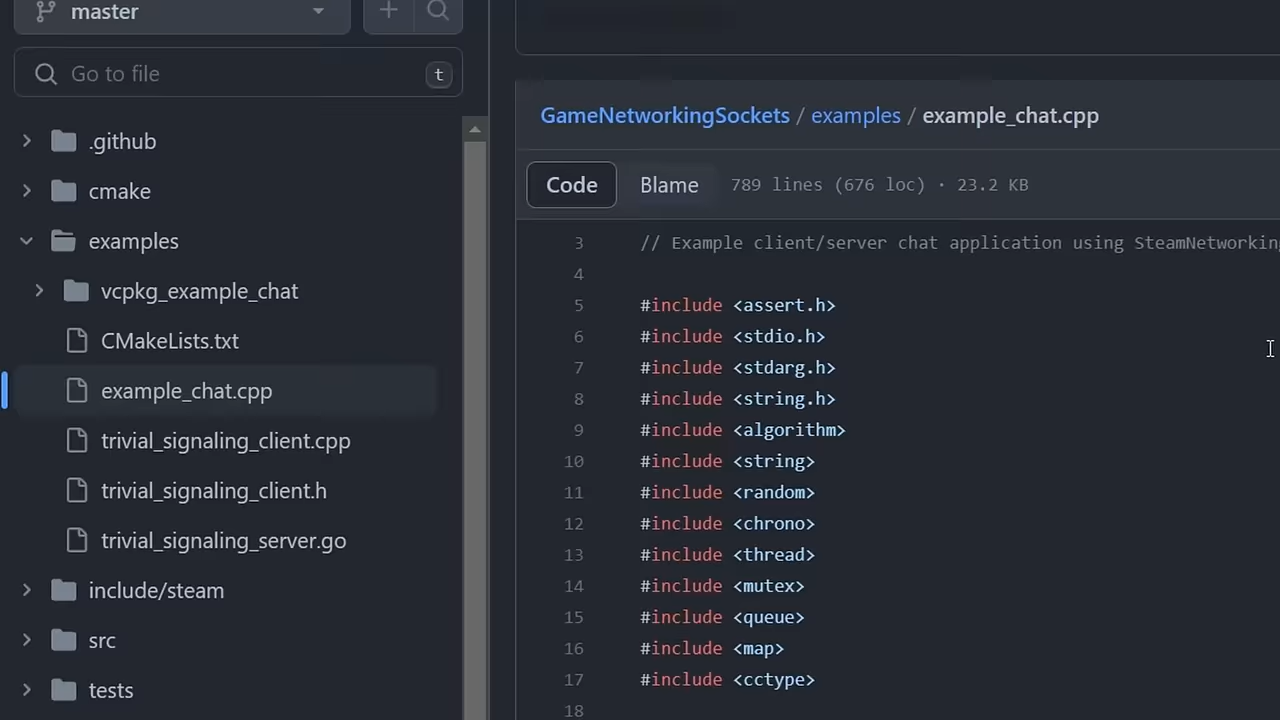 master
Go to file
t
.github
cmake
examples
vcpkg_example_chat
CMakeLists.txt
example_chat.cpp
trivial_signaling_client.cpp
trivial_signaling_client.h
trivial_signaling_server.go
include/steam
src
tests
GameNetworkingSockets / examples / example_chat.cpp
Code Blame 789 lines (676 loc) · 23.2 KB
3 // Example client/server chat application using SteamNetworking
4
5 #include <assert.h>
6 #include <stdio.h>
7 #include <stdarg.h>
8 #include <string.h>
9 #include <algorithm>
10 #include <string>
11 #include <random>
12 #include <chrono>
13 #include <thread>
14 #include <mutex>
15 #include <queue>
16 #include <map>
17 #include <cctype>
18